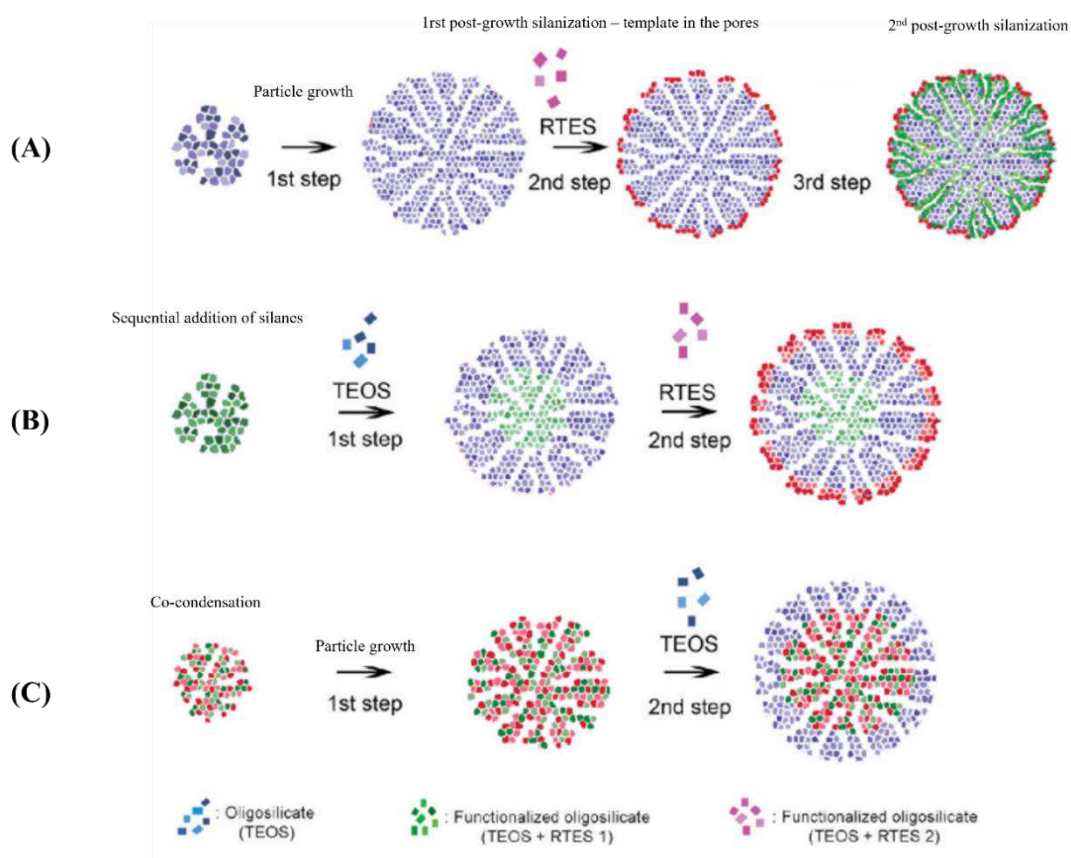 1rst post-growth silanization – template in the pores
2nd post-growth silanization
Particle growth
RTES
(A)
1st step
2nd step
3rd step
Sequential addition of silanes
TEOS
RTES
(B)
1st step
2nd step
Co-condensation
Particle growth
TEOS
(C)
1st step
2nd step
: Oligosilicate
(TEOS)
: Functionalized oligosilicate
(TEOS + RTES 1)
: Functionalized oligosilicate
(TEOS + RTES 2)